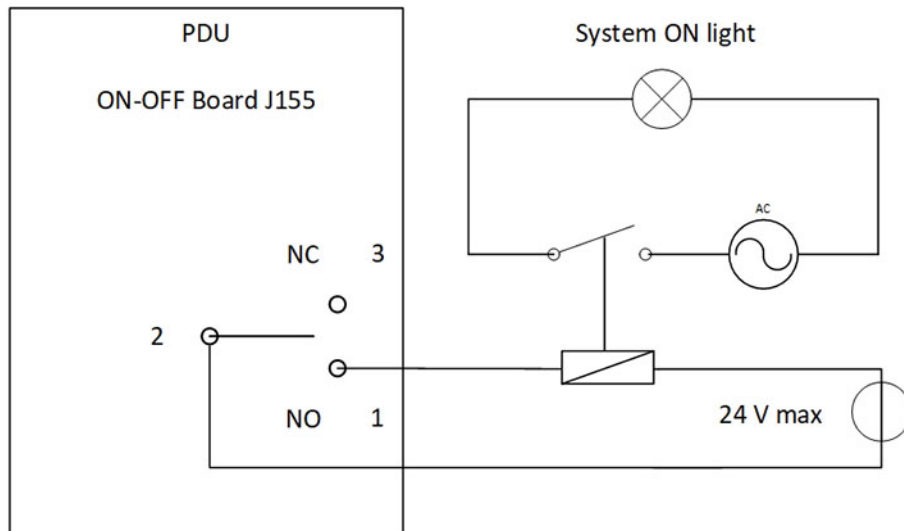 PDU
System ON light
ON-OFF Board J155
AC
NC 3
2
NO 1
24 V max